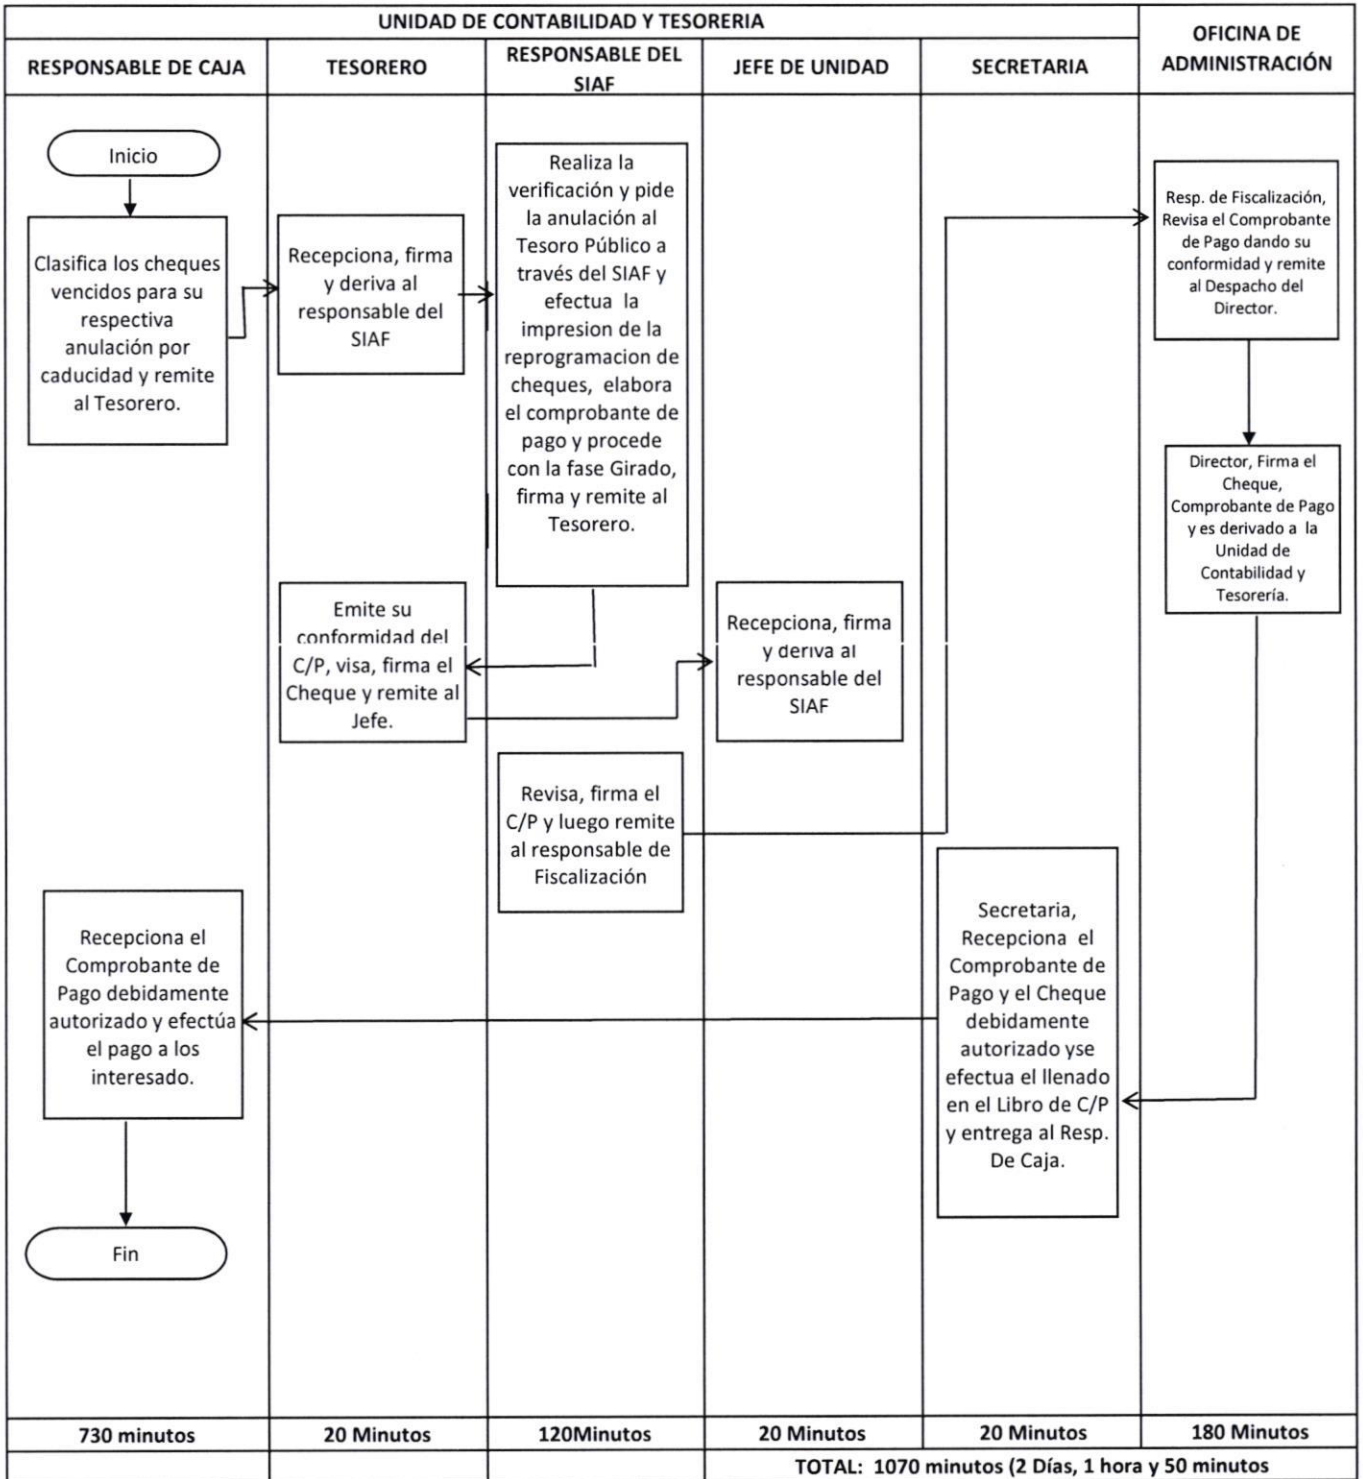 UNIDAD DE CONTABILIDAD Y TESORERIA
OFICINA DE
ADMINISTRACIÓN
RESPONSABLE DE CAJA
TESORERO
RESPONSABLE DEL
SIAF
JEFE DE UNIDAD
SECRETARIA
Inicio
Clasifica los cheques
vencidos para su
respectiva
anulación por
caducidad y remite
al Tesorero.
Recepciona, firma
y deriva al
responsable del
SIAF
Realiza la
verificación y pide
la anulación al
Tesoro Público a
través del SIAF y
efectua la
impresion de la
reprogramacion de
cheques, elabora
el comprobante de
pago y procede
con la fase Girado,
firma y remite al
Tesorero.
Emite su
conformidad del
C/P, visa, firma el
Cheque y remite al
Jefe.
Recepciona, firma
y deriva al
responsable del
SIAF
Revisa, firma el
C/P y luego remite
al responsable de
Fiscalización
Resp. de Fiscalización,
Revisa el Comprobante
de Pago dando su
conformidad y remite
al Despacho del
Director.
Director, Firma el
Cheque,
Comprobante de Pago
y es derivado a la
Unidad de
Contabilidad y
Tesorería.
Secretaria,
Recepciona el
Comprobante de
Pago y el Cheque
debidamente
autorizado yse
efectua el llenado
en el Libro de C/P
y entrega al Resp.
De Caja.
Recepciona el
Comprobante de
Pago debidamente
autorizado y efectúa
el pago a los
interesado.
Fin
730 minutos
20 Minutos
120Minutos
20 Minutos
20 Minutos
180 Minutos
TOTAL: 1070 minutos (2 Días, 1 hora y 50 minutos